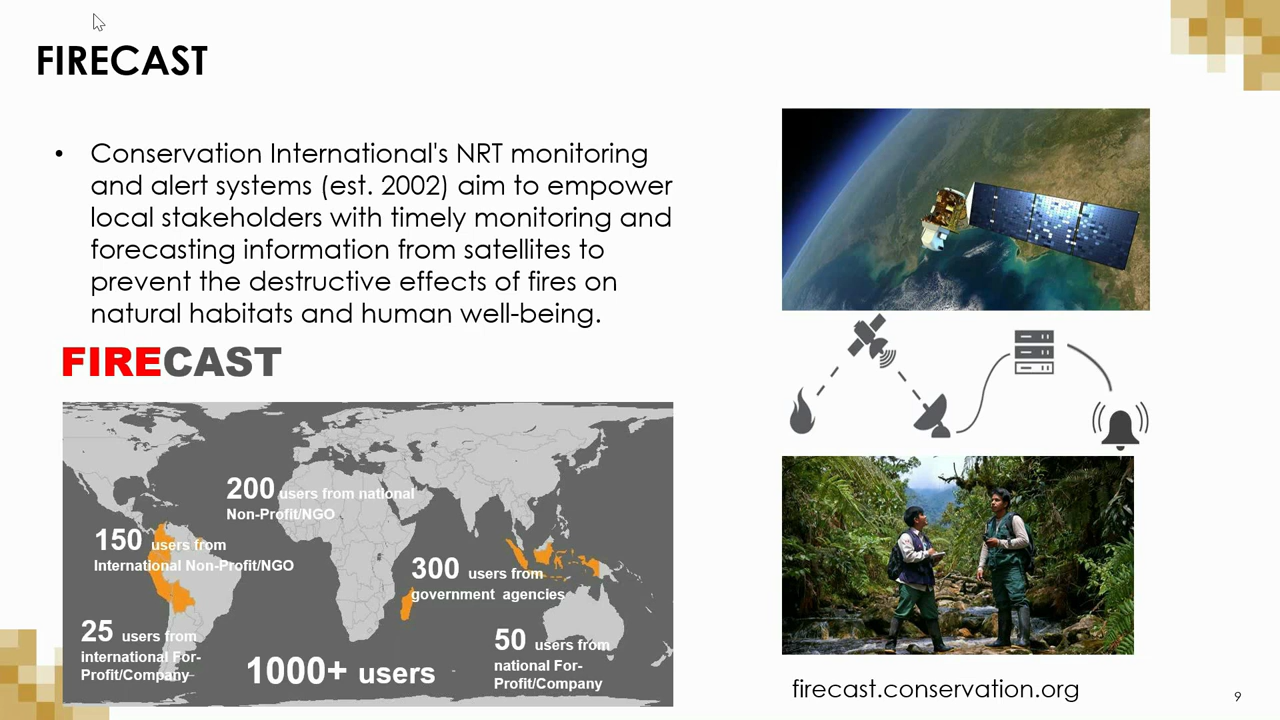 FIRECAST
• Conservation International's NRT monitoring
and alert systems (est. 2002) aim to empower
local stakeholders with timely monitoring and
forecasting information from satellites to
prevent the destructive effects of fires on
natural habitats and human well-being.
FIRECAST
200 users from national
Non-Profit/NGO
150 users from
International Non-Profit/NGO
300 users from
government agencies
25 users from
international For-
Profit/Company
50 users from
national For-
Profit/Company
1000+ users
firecast.conservation.org
9